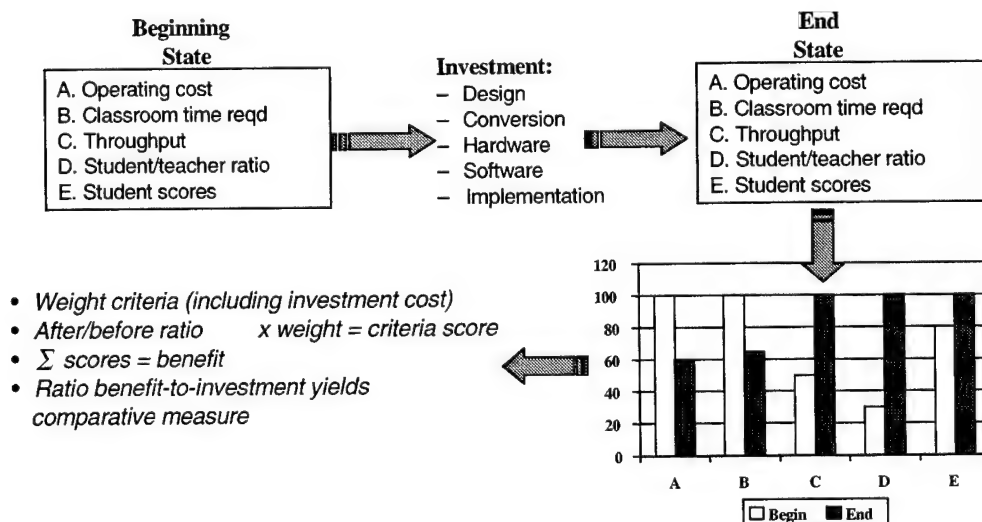 Beginning
State
A. Operating cost
B. Classroom time reqd
C. Throughput
D. Student/teacher ratio
E. Student scores
Investment:
– Design
– Conversion
– Hardware
– Software
– Implementation
End
State
A. Operating cost
B. Classroom time reqd
C. Throughput
D. Student/teacher ratio
E. Student scores
• Weight criteria (including investment cost)
• After/before ratio x weight = criteria score
• ∑ scores = benefit
• Ratio benefit-to-investment yields
comparative measure
120
100
80
60
40
20
0
A B C D E
Begin End